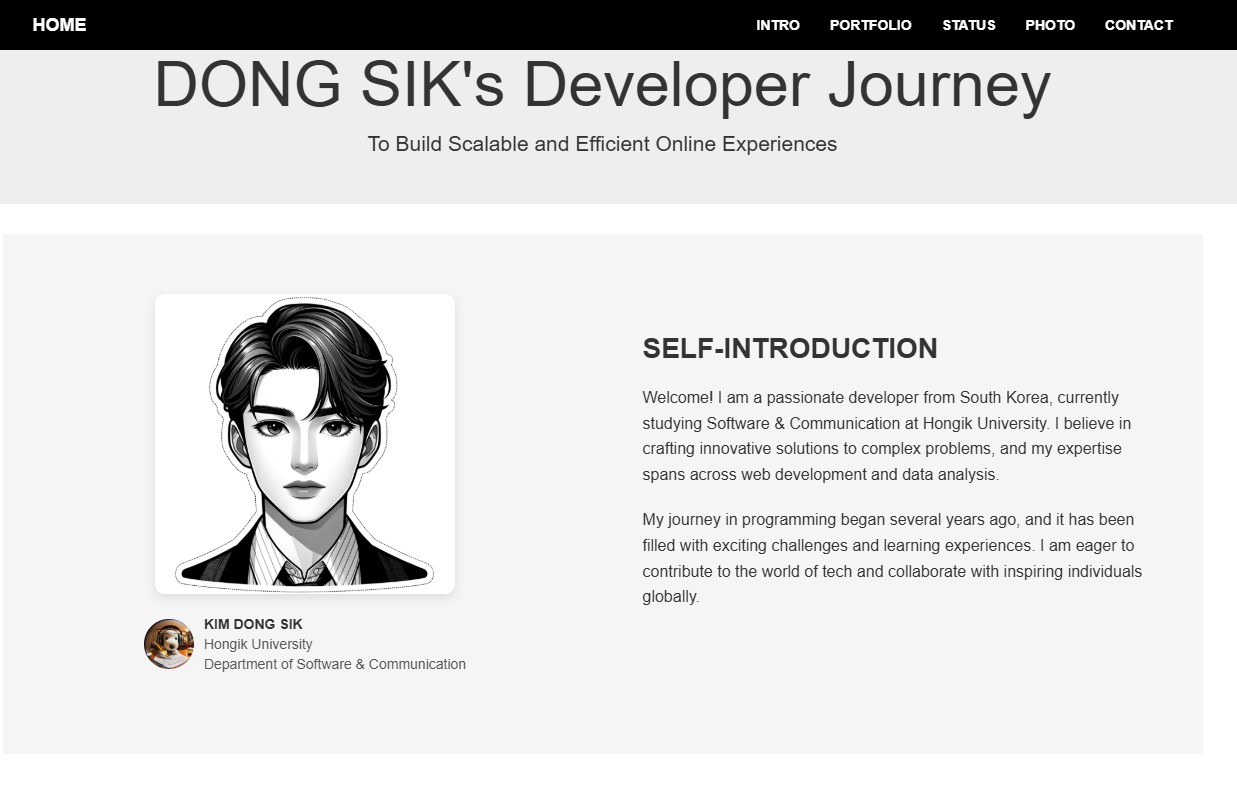 HOME
INTRO PORTFOLIO STATUS PHOTO CONTACT
DONG SIK's Developer Journey
To Build Scalable and Efficient Online Experiences
SELF-INTRODUCTION
Welcome! I am a passionate developer from South Korea, currently
studying Software & Communication at Hongik University. I believe in
crafting innovative solutions to complex problems, and my expertise
spans across web development and data analysis.
My journey in programming began several years ago, and it has been
filled with exciting challenges and learning experiences. I am eager to
contribute to the world of tech and collaborate with inspiring individuals
globally.
KIM DONG SIK
Hongik University
Department of Software & Communication